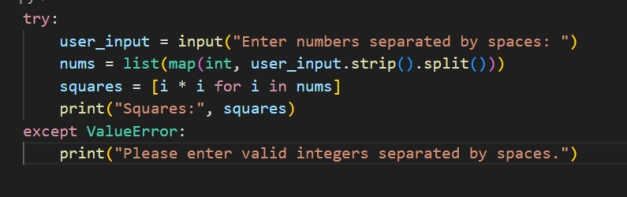 try:
    user_input = input("Enter numbers separated by spaces: ")
    nums = list(map(int, user_input.strip().split()))
    squares = [i * i for i in nums]
    print("Squares:", squares)
except ValueError:
    print("Please enter valid integers separated by spaces.")